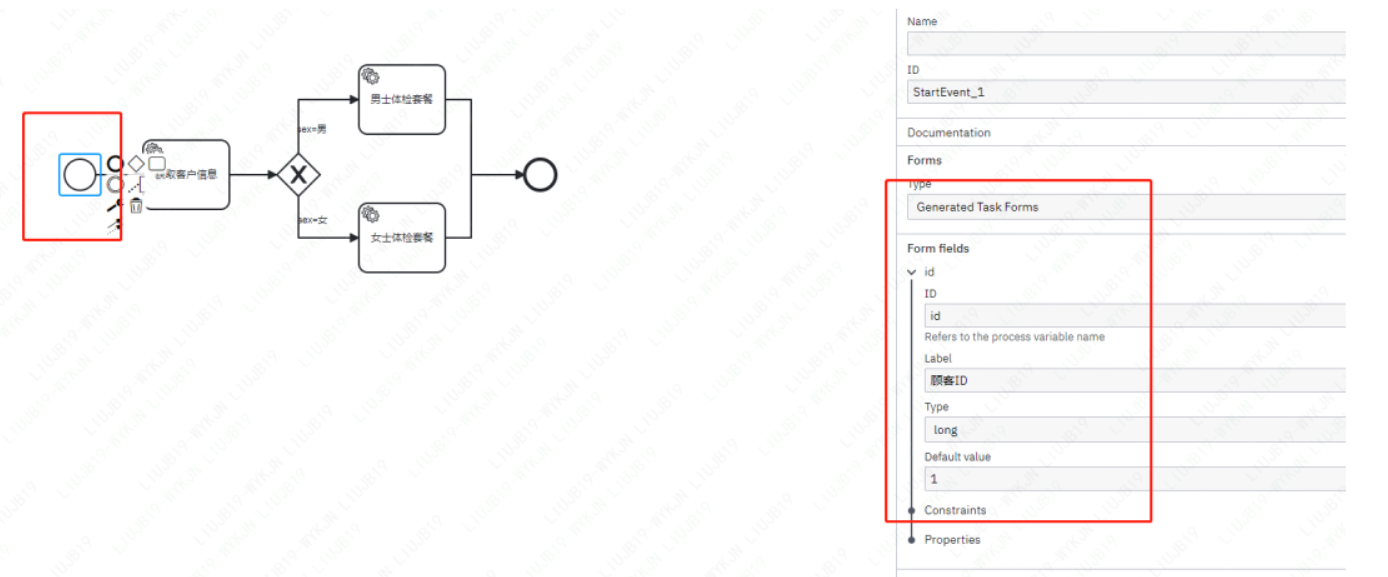 男士体检套餐
sex=男
取客户信息
sex=女
女士体检套餐
Name
ID
StartEvent_1
Documentation
Forms
Type
Generated Task Forms
Form fields
id
ID
id
Refers to the process variable name
Label
顾客ID
Type
long
Default value
1
Constraints
Properties